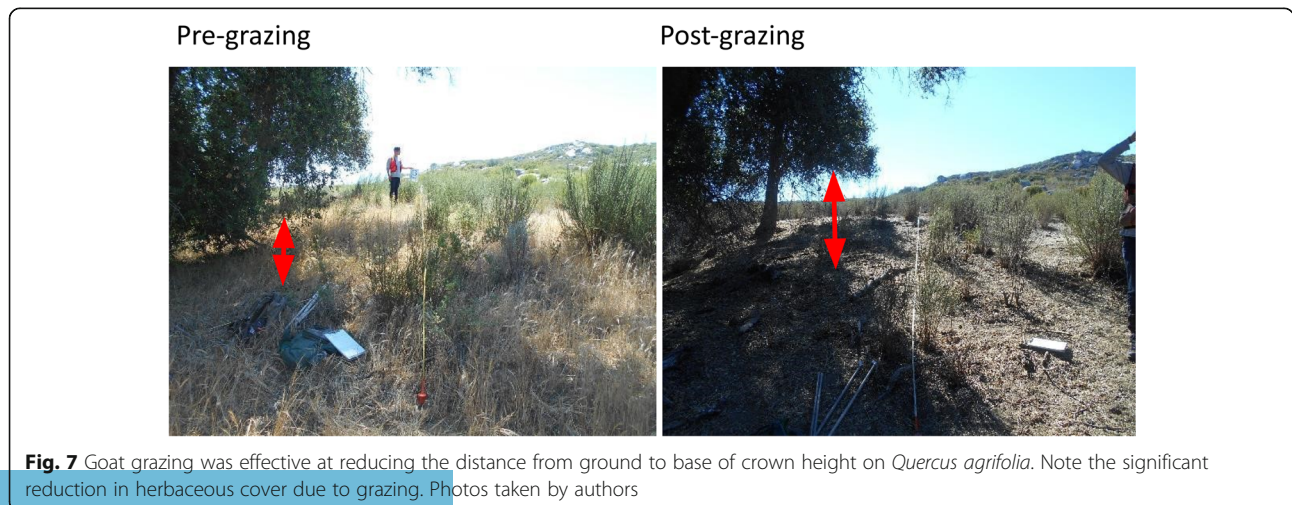 Pre-grazing
Post-grazing
Fig. 7 Goat grazing was effective at reducing the distance from ground to base of crown height on Quercus agrifolia. Note the significant
reduction in herbaceous cover due to grazing. Photos taken by authors